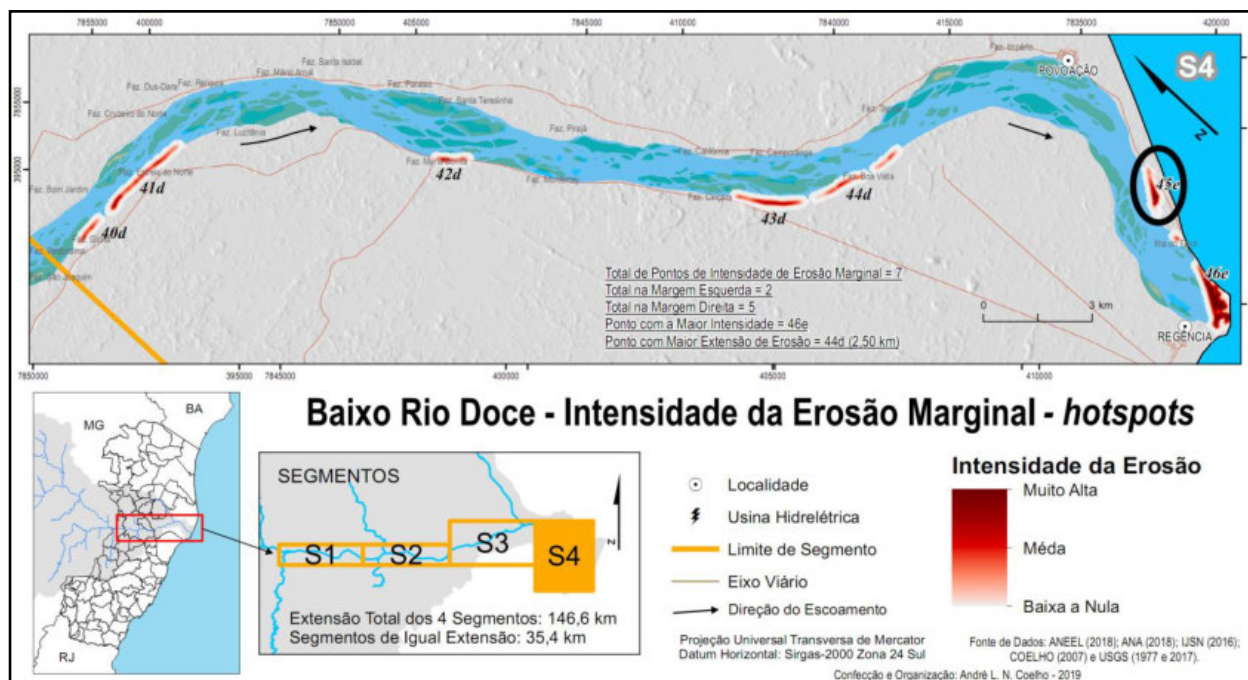 7855000 400000 7850000 405000 7845000 410000 7840000 415000 7835000 420000
S4
POVOAÇÃO
Faz. Santa Isabel
Faz. Mário Amal
Faz. Paraíso
Faz. Duas-Dara
Faz. Cruzeiro do Norte
Faz. Santa Teresinha
Faz. Luzitânia
Faz. Pirajá
Faz. Califórnia
Faz. Bom Jardim
Faz. Boa Vista
7855000
395000
41d
42d
40d
43d
44d
45e
46e
N
Total de Pontos de Intensidade de Erosão Marginal = 7
Total na Margem Esquerda = 2
Total na Margem Direita = 5
Ponto com a Maior Intensidade = 46e
Ponto com Maior Extensão de Erosão = 44d (2,50 km)
0 3 km
REGÊNCIA
7850000 395000 7845000 400000 405000 410000
Baixo Rio Doce - Intensidade da Erosão Marginal - hotspots
MG
BA
RJ
SEGMENTOS
S1 S2 S3 S4
N
Extensão Total dos 4 Segmentos: 146,6 km
Segmentos de Igual Extensão: 35,4 km
Localidade
Usina Hidrelétrica
Limite de Segmento
Eixo Viário
Direção do Escoamento
Intensidade da Erosão
Muito Alta
Méda
Baixa a Nula
Projeção Universal Transversa de Mercator
Datum Horizontal: Sirgas-2000 Zona 24 Sul
Fonte de Dados: ANEEL (2018); ANA (2018); IJSN (2016);
COELHO (2007) e USGS (1977 e 2017).
Confecção e Organização: André L. N. Coelho - 2019